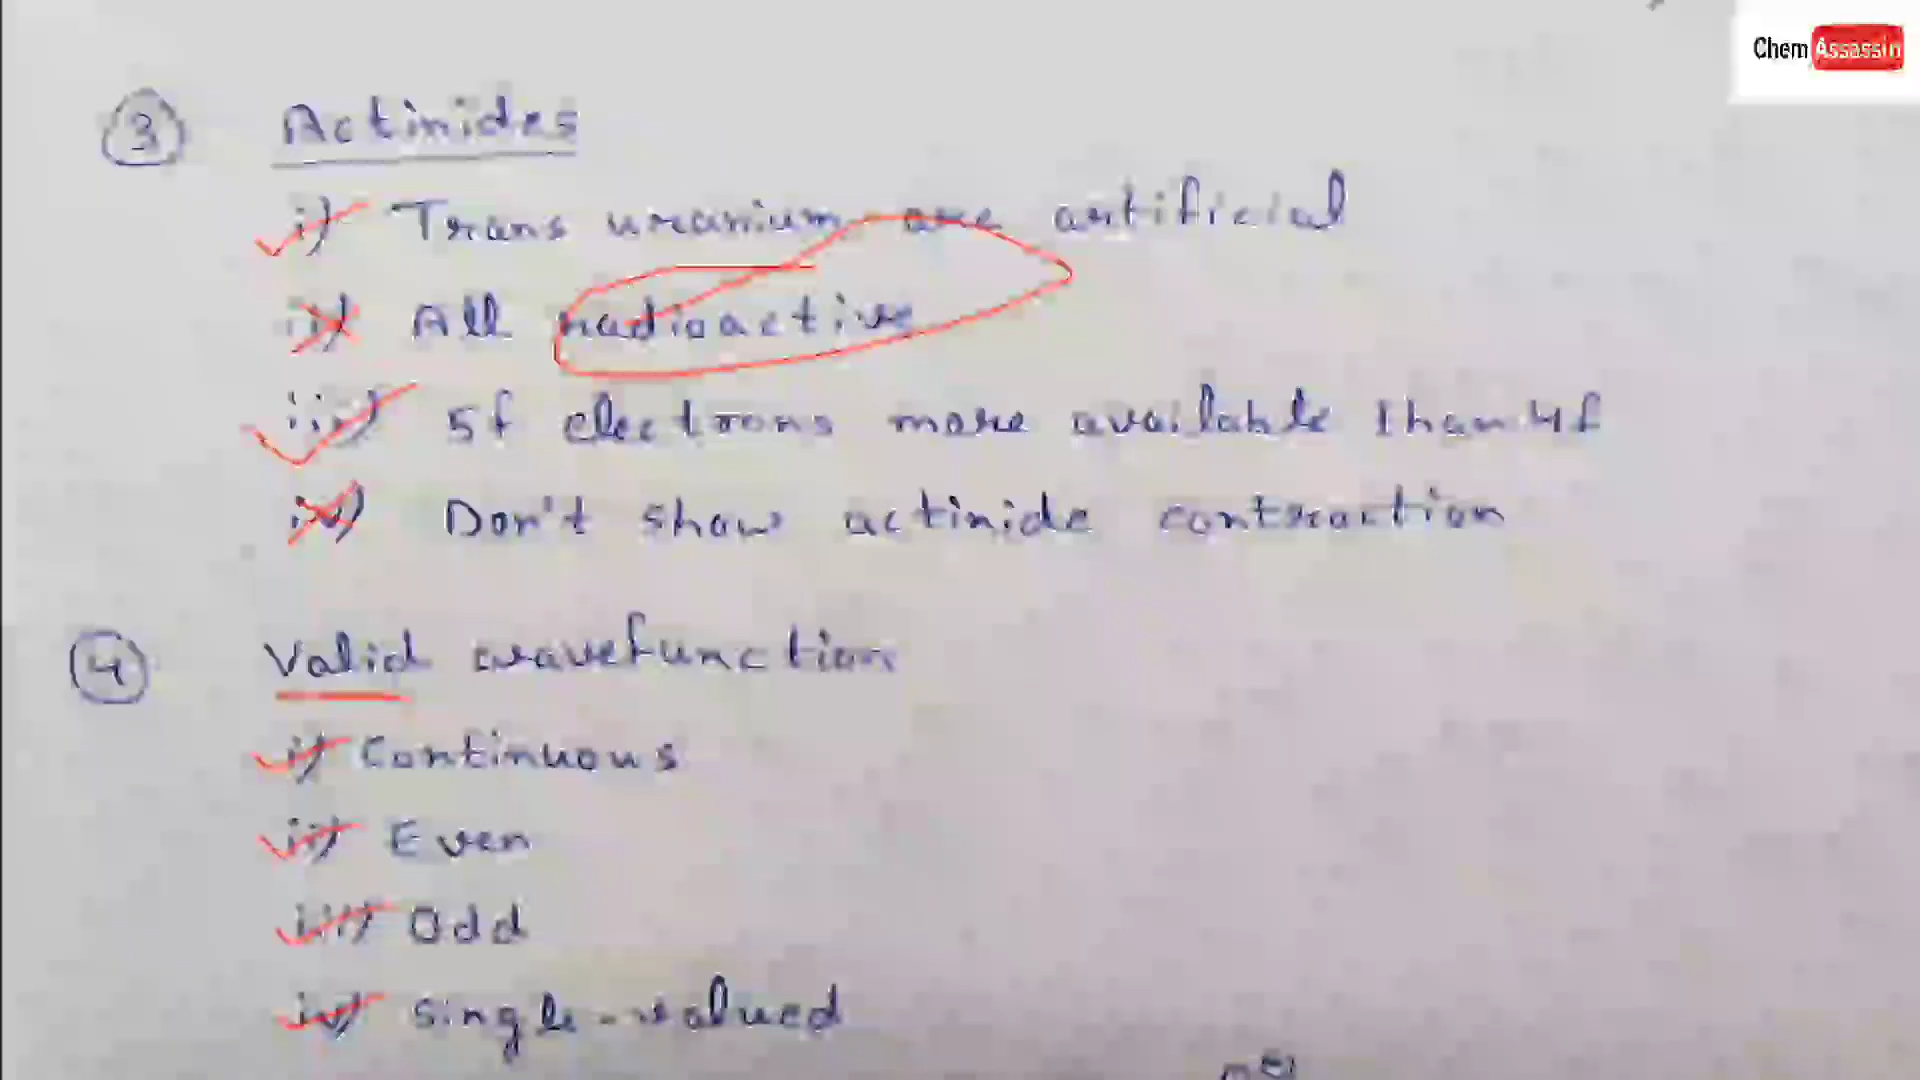 Chem Assassin
3 Actinides
i) Trans uranium are artificial
ii) All radioactive
iii) 5f electrons more available than 4f
iv) Don't show actinide contraction
4 Valid wavefunction
i) Continuous
ii) Even
iii) Odd
iv) Single-valued